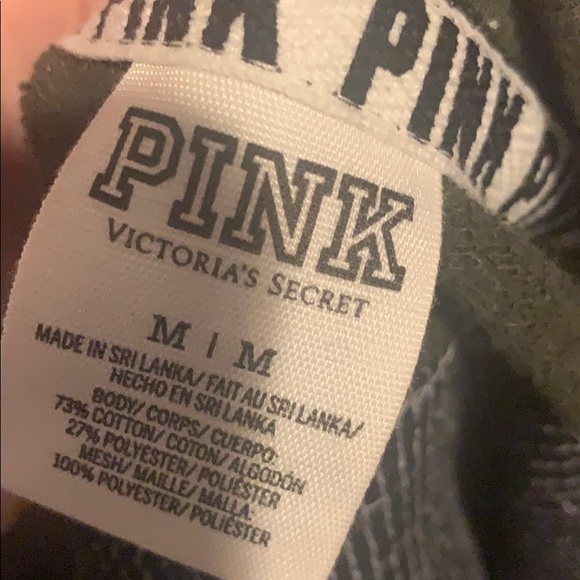 PINK PINK P
PINK
VICTORIA'S SECRET
M | M
MADE IN SRI LANKA/ FAIT AU SRI LANKA/
HECHO EN SRI LANKA
BODY/ CORPS/ CUERPO:
73% COTTON/ COTON/ ALGODÓN
27% POLYESTER/ POLIÉSTER
MESH/ MAILLE/ MALLA:
100% POLYESTER/ POLIÉSTER